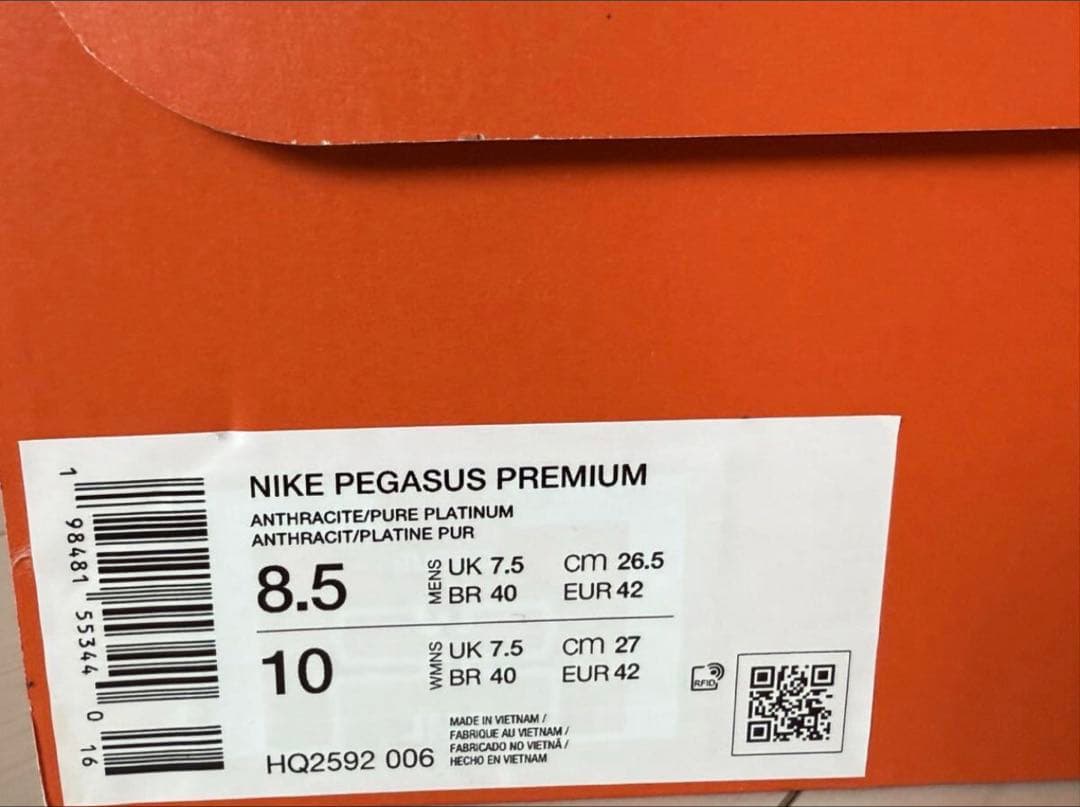 NIKE PEGASUS PREMIUM
ANTHRACITE/PURE PLATINUM
ANTHRACIT/PLATINE PUR
8.5 MENS UK 7.5 cm 26.5
BR 40 EUR 42
10 WMNS UK 7.5 cm 27
BR 40 EUR 42
RFID
MADE IN VIETNAM /
FABRIQUE AU VIETNAM /
FABRICADO NO VIETNÃ /
HECHO EN VIETNAM
HQ2592 006
1 98481 55344 0 16